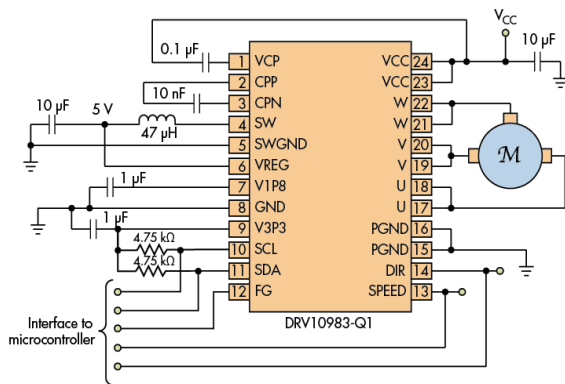 V_CC
0.1 µF
10 µF
1 VCP
VCC 24
2 CPP
VCC 23
10 nF
3 CPN
W 22
10 µF
5 V
47 µH
4 SW
W 21
5 SWGND
V 20
6 VREG
V 19
M
1 µF
7 V1P8
U 18
8 GND
U 17
1 µF
9 V3P3
PGND 16
4.75 kΩ
10 SCL
PGND 15
4.75 kΩ
11 SDA
DIR 14
12 FG
SPEED 13
DRV10983-Q1
Interface to
microcontroller